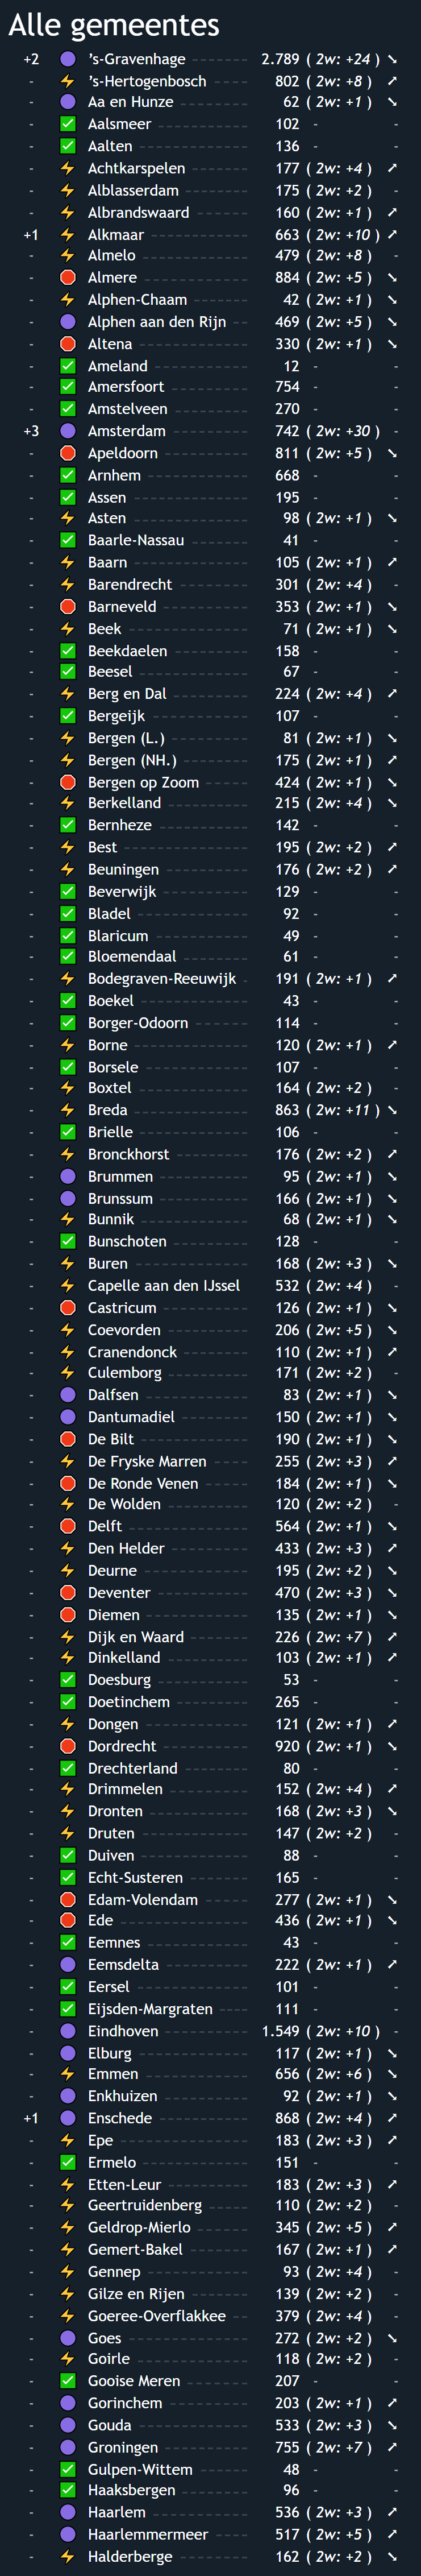 Alle gemeentes
+2 's-Gravenhage 2.789 ( 2w: +24 ) ➘
- 's-Hertogenbosch 802 ( 2w: +8 ) ➚
- Aa en Hunze 62 ( 2w: +1 ) ➘
- Aalsmeer 102 - -
- Aalten 136 - -
- Achtkarspelen 177 ( 2w: +4 ) ➚
- Alblasserdam 175 ( 2w: +2 ) -
- Albrandswaard 160 ( 2w: +1 ) ➚
+1 Alkmaar 663 ( 2w: +10 ) ➚
- Almelo 479 ( 2w: +8 ) -
- Almere 884 ( 2w: +5 ) ➘
- Alphen-Chaam 42 ( 2w: +1 ) ➘
- Alphen aan den Rijn 469 ( 2w: +5 ) ➘
- Altena 330 ( 2w: +1 ) ➘
- Ameland 12 - -
- Amersfoort 754 - -
- Amstelveen 270 - -
+3 Amsterdam 742 ( 2w: +30 ) -
- Apeldoorn 811 ( 2w: +5 ) ➘
- Arnhem 668 - -
- Assen 195 - -
- Asten 98 ( 2w: +1 ) ➘
- Baarle-Nassau 41 - -
- Baarn 105 ( 2w: +1 ) ➚
- Barendrecht 301 ( 2w: +4 ) -
- Barneveld 353 ( 2w: +1 ) ➘
- Beek 71 ( 2w: +1 ) ➘
- Beekdaelen 158 - -
- Beesel 67 - -
- Berg en Dal 224 ( 2w: +4 ) ➚
- Bergeijk 107 - -
- Bergen (L.) 81 ( 2w: +1 ) ➘
- Bergen (NH.) 175 ( 2w: +1 ) ➚
- Bergen op Zoom 424 ( 2w: +1 ) ➘
- Berkelland 215 ( 2w: +4 ) ➘
- Bernheze 142 - -
- Best 195 ( 2w: +2 ) ➚
- Beuningen 176 ( 2w: +2 ) ➚
- Beverwijk 129 - -
- Bladel 92 - -
- Blaricum 49 - -
- Bloemendaal 61 - -
- Bodegraven-Reeuwijk 191 ( 2w: +1 ) ➚
- Boekel 43 - -
- Borger-Odoorn 114 - -
- Borne 120 ( 2w: +1 ) ➚
- Borsele 107 - -
- Boxtel 164 ( 2w: +2 ) -
- Breda 863 ( 2w: +11 ) ➘
- Brielle 106 - -
- Bronckhorst 176 ( 2w: +2 ) ➚
- Brummen 95 ( 2w: +1 ) ➘
- Brunssum 166 ( 2w: +1 ) ➘
- Bunnik 68 ( 2w: +1 ) ➘
- Bunschoten 128 - -
- Buren 168 ( 2w: +3 ) ➘
- Capelle aan den IJssel 532 ( 2w: +4 ) -
- Castricum 126 ( 2w: +1 ) ➘
- Coevorden 206 ( 2w: +5 ) ➘
- Cranendonck 110 ( 2w: +1 ) ➚
- Culemborg 171 ( 2w: +2 ) -
- Dalfsen 83 ( 2w: +1 ) ➘
- Dantumadiel 150 ( 2w: +1 ) ➘
- De Bilt 190 ( 2w: +1 ) ➘
- De Fryske Marren 255 ( 2w: +3 ) ➚
- De Ronde Venen 184 ( 2w: +1 ) ➘
- De Wolden 120 ( 2w: +2 ) -
- Delft 564 ( 2w: +1 ) ➘
- Den Helder 433 ( 2w: +3 ) ➚
- Deurne 195 ( 2w: +2 ) ➘
- Deventer 470 ( 2w: +3 ) ➘
- Diemen 135 ( 2w: +1 ) ➘
- Dijk en Waard 226 ( 2w: +7 ) ➚
- Dinkelland 103 ( 2w: +1 ) ➚
- Doesburg 53 - -
- Doetinchem 265 - -
- Dongen 121 ( 2w: +1 ) ➚
- Dordrecht 920 ( 2w: +1 ) ➘
- Drechterland 80 - -
- Drimmelen 152 ( 2w: +4 ) ➚
- Dronten 168 ( 2w: +3 ) ➘
- Druten 147 ( 2w: +2 ) -
- Duiven 88 - -
- Echt-Susteren 165 - -
- Edam-Volendam 277 ( 2w: +1 ) ➘
- Ede 436 ( 2w: +1 ) ➘
- Eemnes 43 - -
- Eemsdelta 222 ( 2w: +1 ) ➚
- Eersel 101 - -
- Eijsden-Margraten 111 - -
- Eindhoven 1.549 ( 2w: +10 ) -
- Elburg 117 ( 2w: +1 ) ➘
- Emmen 656 ( 2w: +6 ) ➘
- Enkhuizen 92 ( 2w: +1 ) ➘
+1 Enschede 868 ( 2w: +4 ) ➚
- Epe 183 ( 2w: +3 ) ➚
- Ermelo 151 - -
- Etten-Leur 183 ( 2w: +3 ) ➚
- Geertruidenberg 110 ( 2w: +2 ) -
- Geldrop-Mierlo 345 ( 2w: +5 ) ➚
- Gemert-Bakel 167 ( 2w: +1 ) ➚
- Gennep 93 ( 2w: +4 ) -
- Gilze en Rijen 139 ( 2w: +2 ) -
- Goeree-Overflakkee 379 ( 2w: +4 ) -
- Goes 272 ( 2w: +2 ) ➘
- Goirle 118 ( 2w: +2 ) -
- Gooise Meren 207 - -
- Gorinchem 203 ( 2w: +1 ) ➚
- Gouda 533 ( 2w: +3 ) ➘
- Groningen 755 ( 2w: +7 ) ➚
- Gulpen-Wittem 48 - -
- Haaksbergen 96 - -
- Haarlem 536 ( 2w: +3 ) ➚
- Haarlemmermeer 517 ( 2w: +5 ) ➚
- Halderberge 162 ( 2w: +2 ) ➘